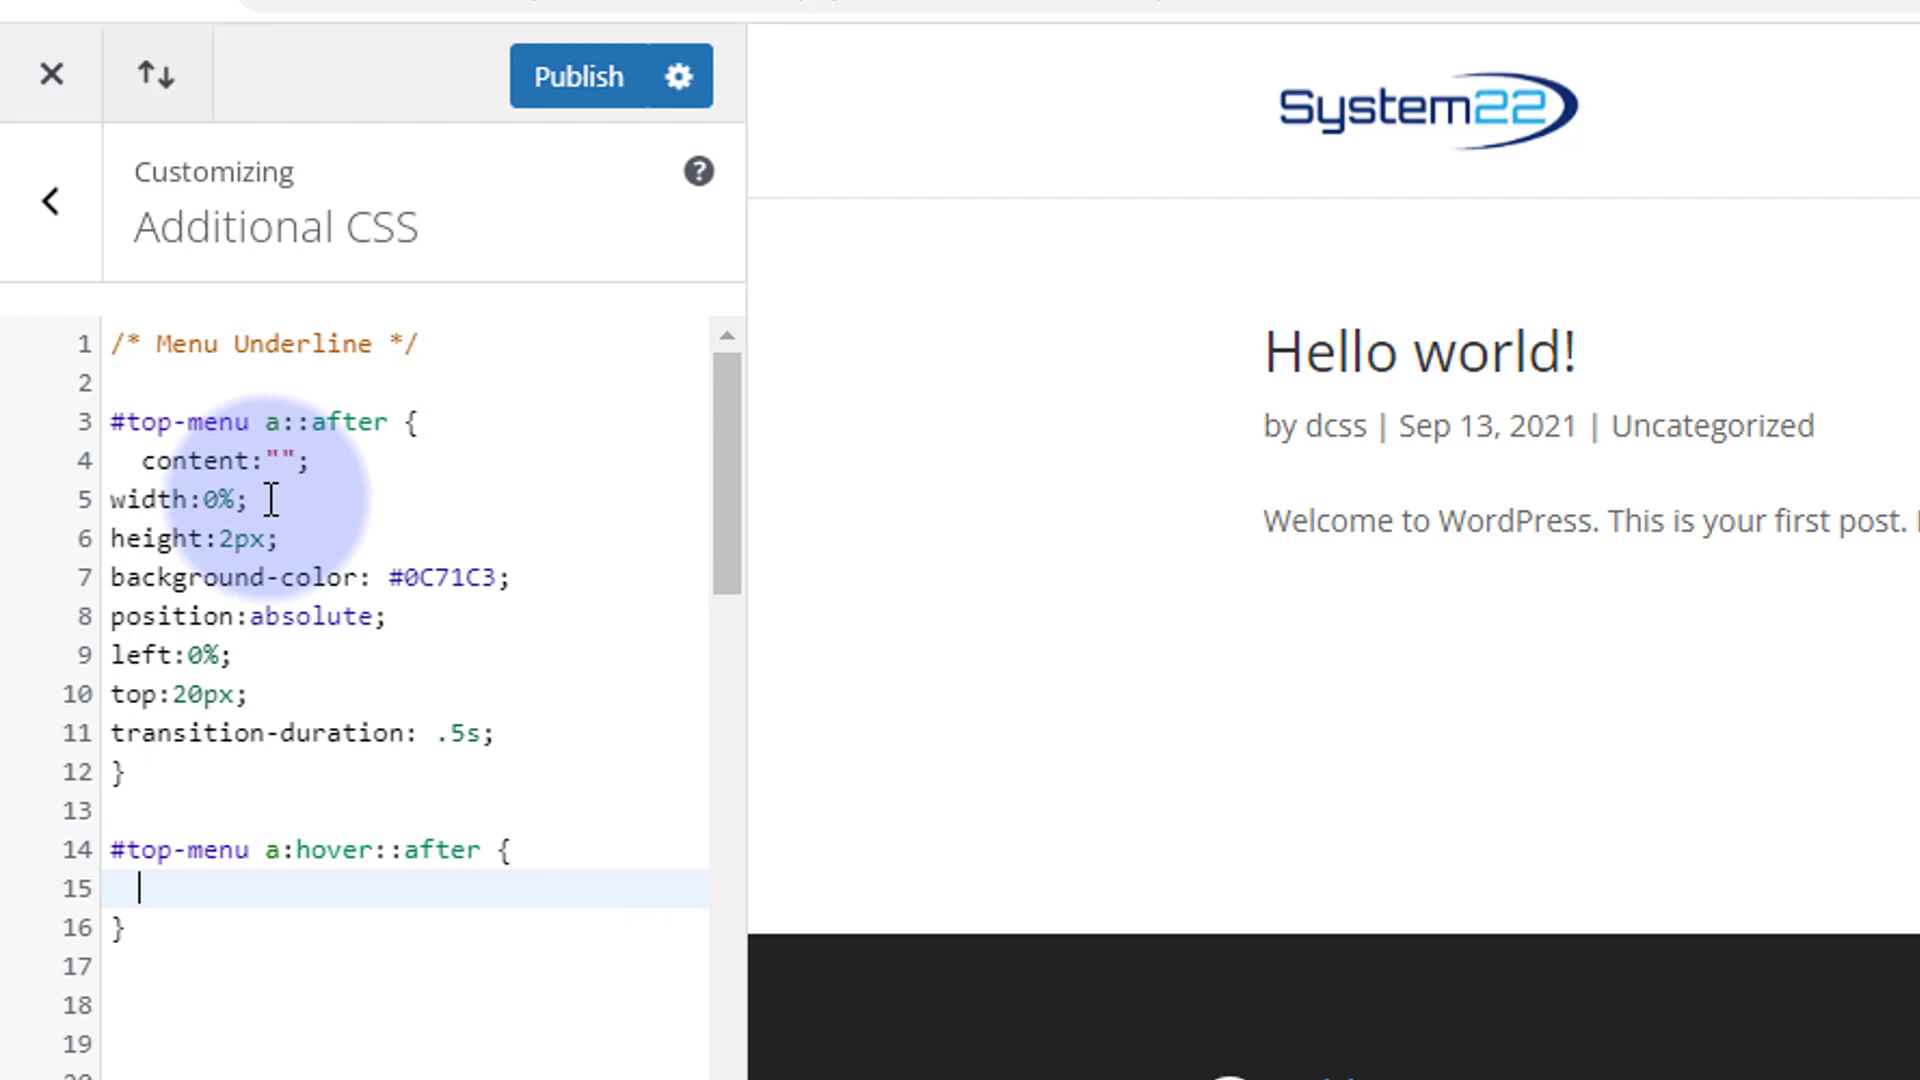 Publish
Customizing
Additional CSS
1 /* Menu Underline */
2
3 #top-menu a::after {
4 content:"";
5 width:0%;
6 height:2px;
7 background-color: #0C71C3;
8 position:absolute;
9 left:0%;
10 top:20px;
11 transition-duration: .5s;
12 }
13
14 #top-menu a:hover::after {
15
16 }
17
18
19
System22
Hello world!
by dcss | Sep 13, 2021 | Uncategorized
Welcome to WordPress. This is your first post.